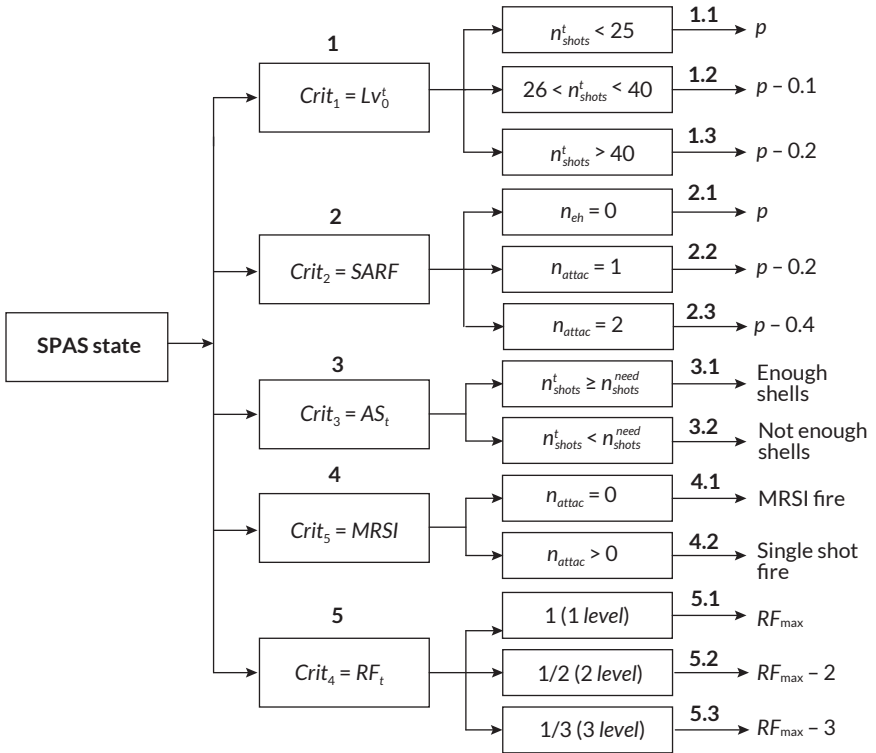 SPAS state
1
Crit₁ = Lv₀ᵗ
nᵗshots < 25
1.1
p
26 < nᵗshots < 40
1.2
p – 0.1
nᵗshots > 40
1.3
p – 0.2
2
Crit₂ = SARF
nₑₕ = 0
2.1
p
nattac = 1
2.2
p – 0.2
nattac = 2
2.3
p – 0.4
3
Crit₃ = ASₜ
nᵗshots ≥ nneedshots
3.1
Enough
shells
nᵗshots < nneedshots
3.2
Not enough
shells
4
Crit₅ = MRSI
nattac = 0
4.1
MRSI fire
nattac > 0
4.2
Single shot
fire
5
Crit₄ = RFₜ
1 (1 level)
5.1
RFmax
1/2 (2 level)
5.2
RFmax – 2
1/3 (3 level)
5.3
RFmax – 3